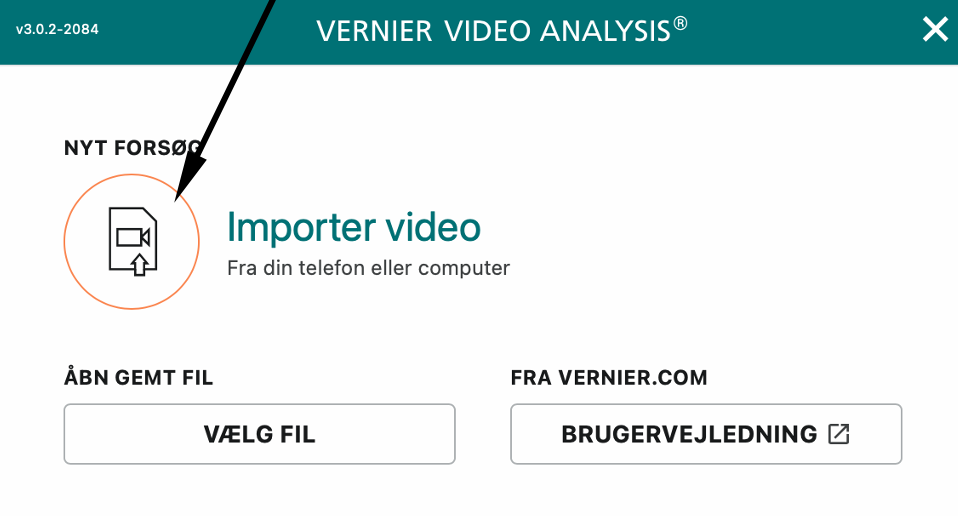 v3.0.2-2084
VERNIER VIDEO ANALYSIS®
NYT FORSØG
Importer video
Fra din telefon eller computer
ÅBN GEMT FIL
VÆLG FIL
FRA VERNIER.COM
BRUGERVEJLEDNING